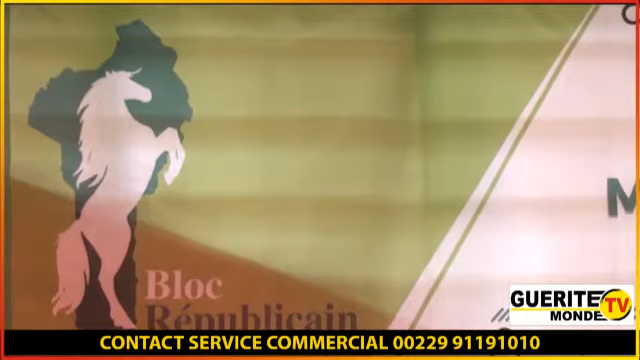 Bloc
Républicain
GUERITE TV
MONDE
CONTACT SERVICE COMMERCIAL 00229 91191010